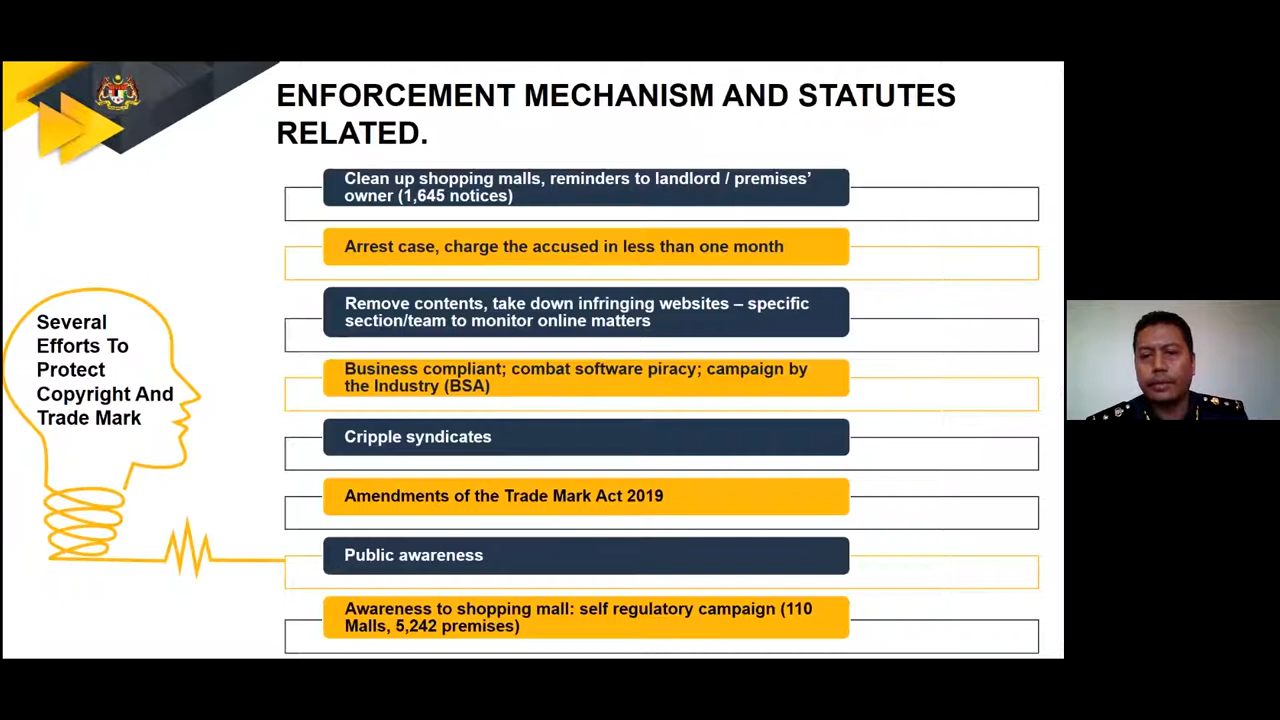 ENFORCEMENT MECHANISM AND STATUTES
RELATED.
Several
Efforts To
Protect
Copyright And
Trade Mark
Clean up shopping malls, reminders to landlord / premises’
owner (1,645 notices)
Arrest case, charge the accused in less than one month
Remove contents, take down infringing websites – specific
section/team to monitor online matters
Business compliant; combat software piracy; campaign by
the Industry (BSA)
Cripple syndicates
Amendments of the Trade Mark Act 2019
Public awareness
Awareness to shopping mall: self regulatory campaign (110
Malls, 5,242 premises)